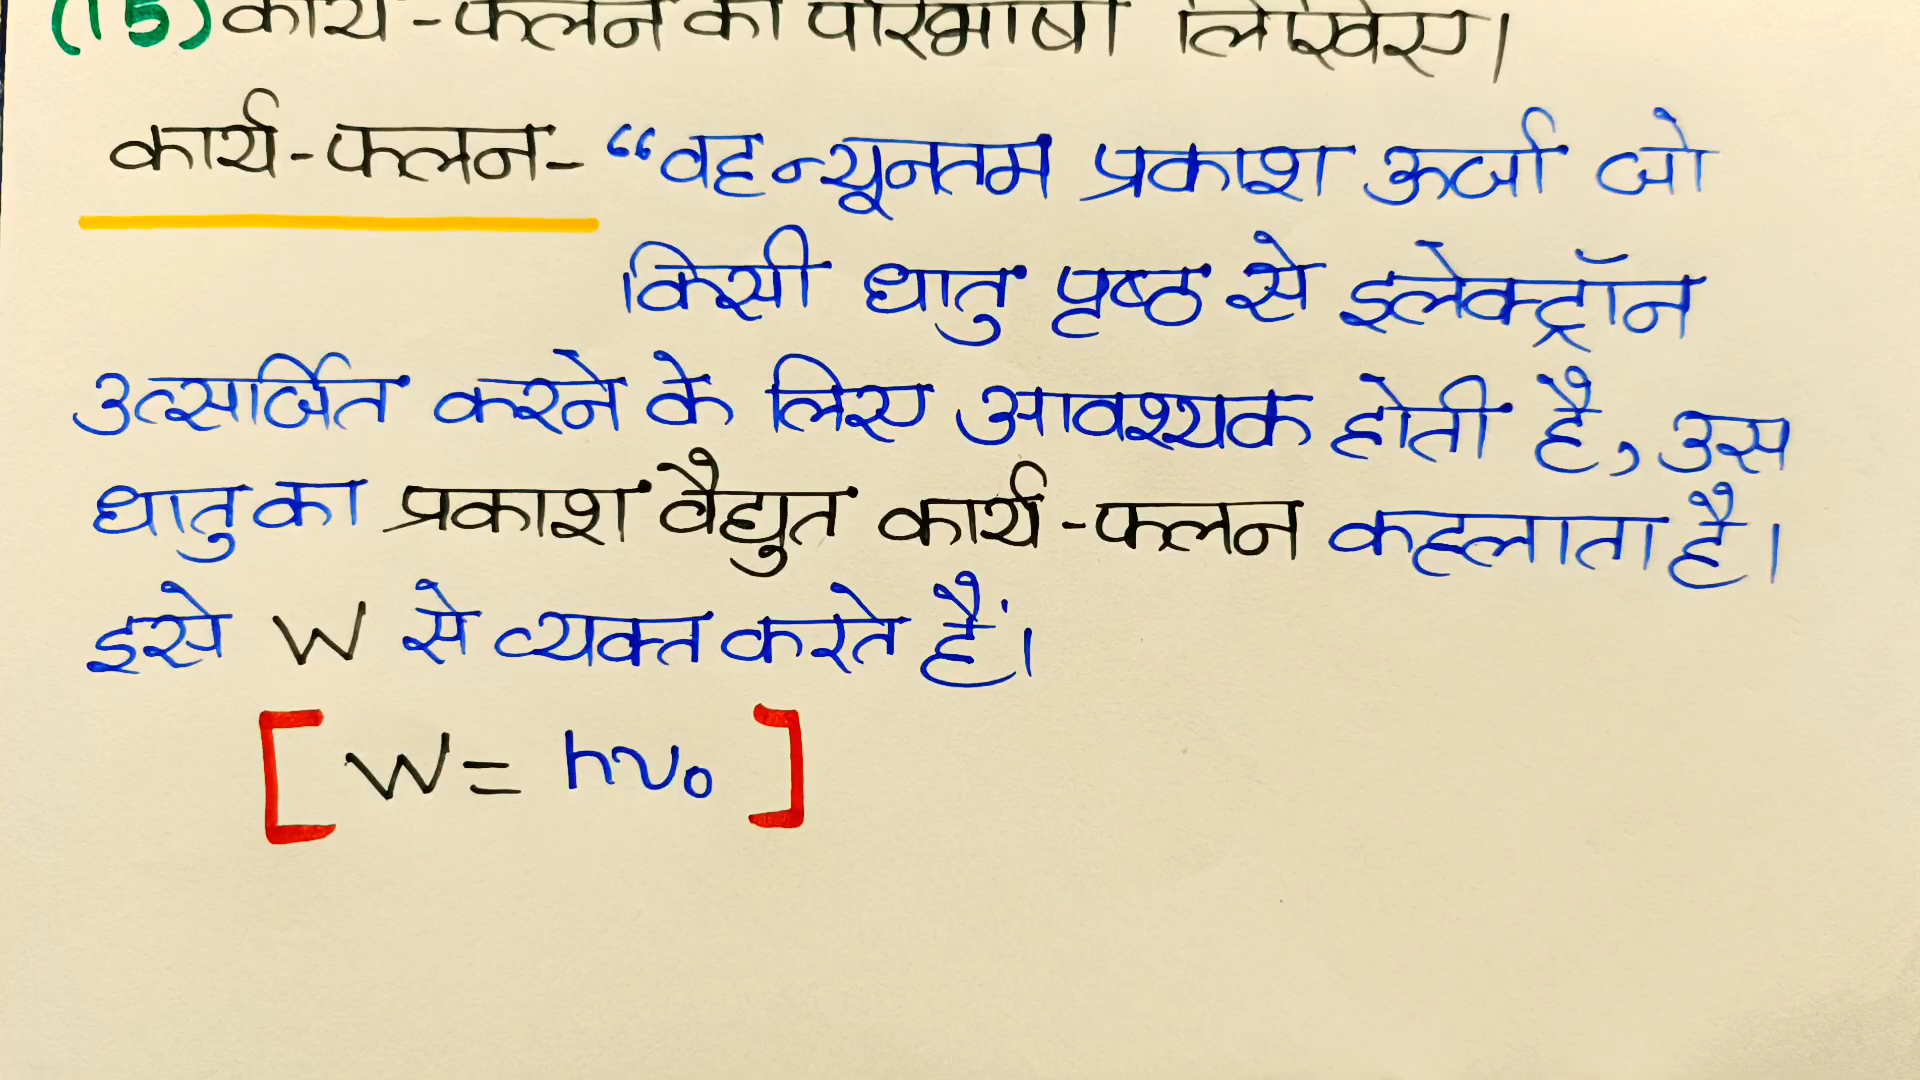 (15) कार्य-फलन की परिभाषा लिखिए।
कार्य-फलन- “वह न्यूनतम प्रकाश ऊर्जा जो
किसी धातु पृष्ठ से इलेक्ट्रॉन
उत्सर्जित करने के लिए आवश्यक होती है, उस
धातु का प्रकाश वैद्युत कार्य-फलन कहलाता है।
इसे W से व्यक्त करते हैं।
[ W = hν₀ ]